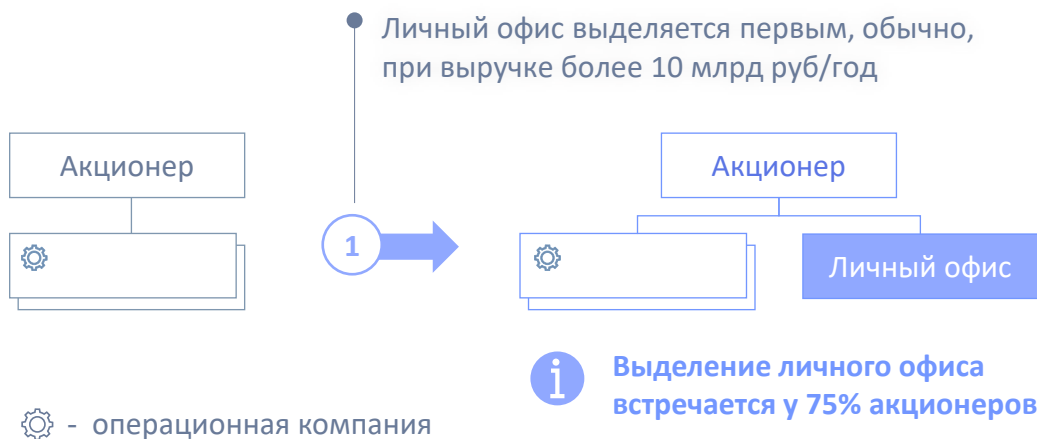 Личный офис выделяется первым, обычно,
при выручке более 10 млрд руб/год
Акционер
Акционер
1
Личный офис
Выделение личного офиса
встречается у 75% акционеров
- операционная компания